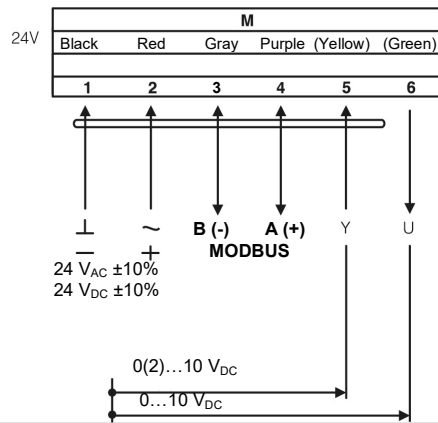 M
24V Black Red Gray Purple (Yellow) (Green)
1 2 3 4 5 6
⊥ ~ B (-) A (+) Y U
— + MODBUS
24 VAC ±10%
24 VDC ±10%
0(2)…10 VDC
0…10 VDC